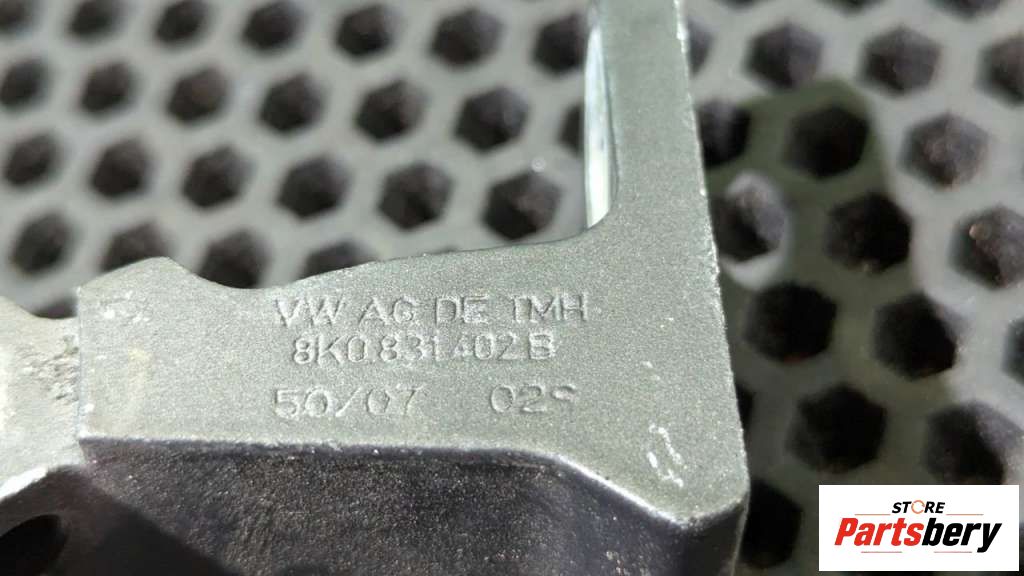 VW AG DE TMH
8K0.831.402 B
50/07 02S
STORE
Partsbery